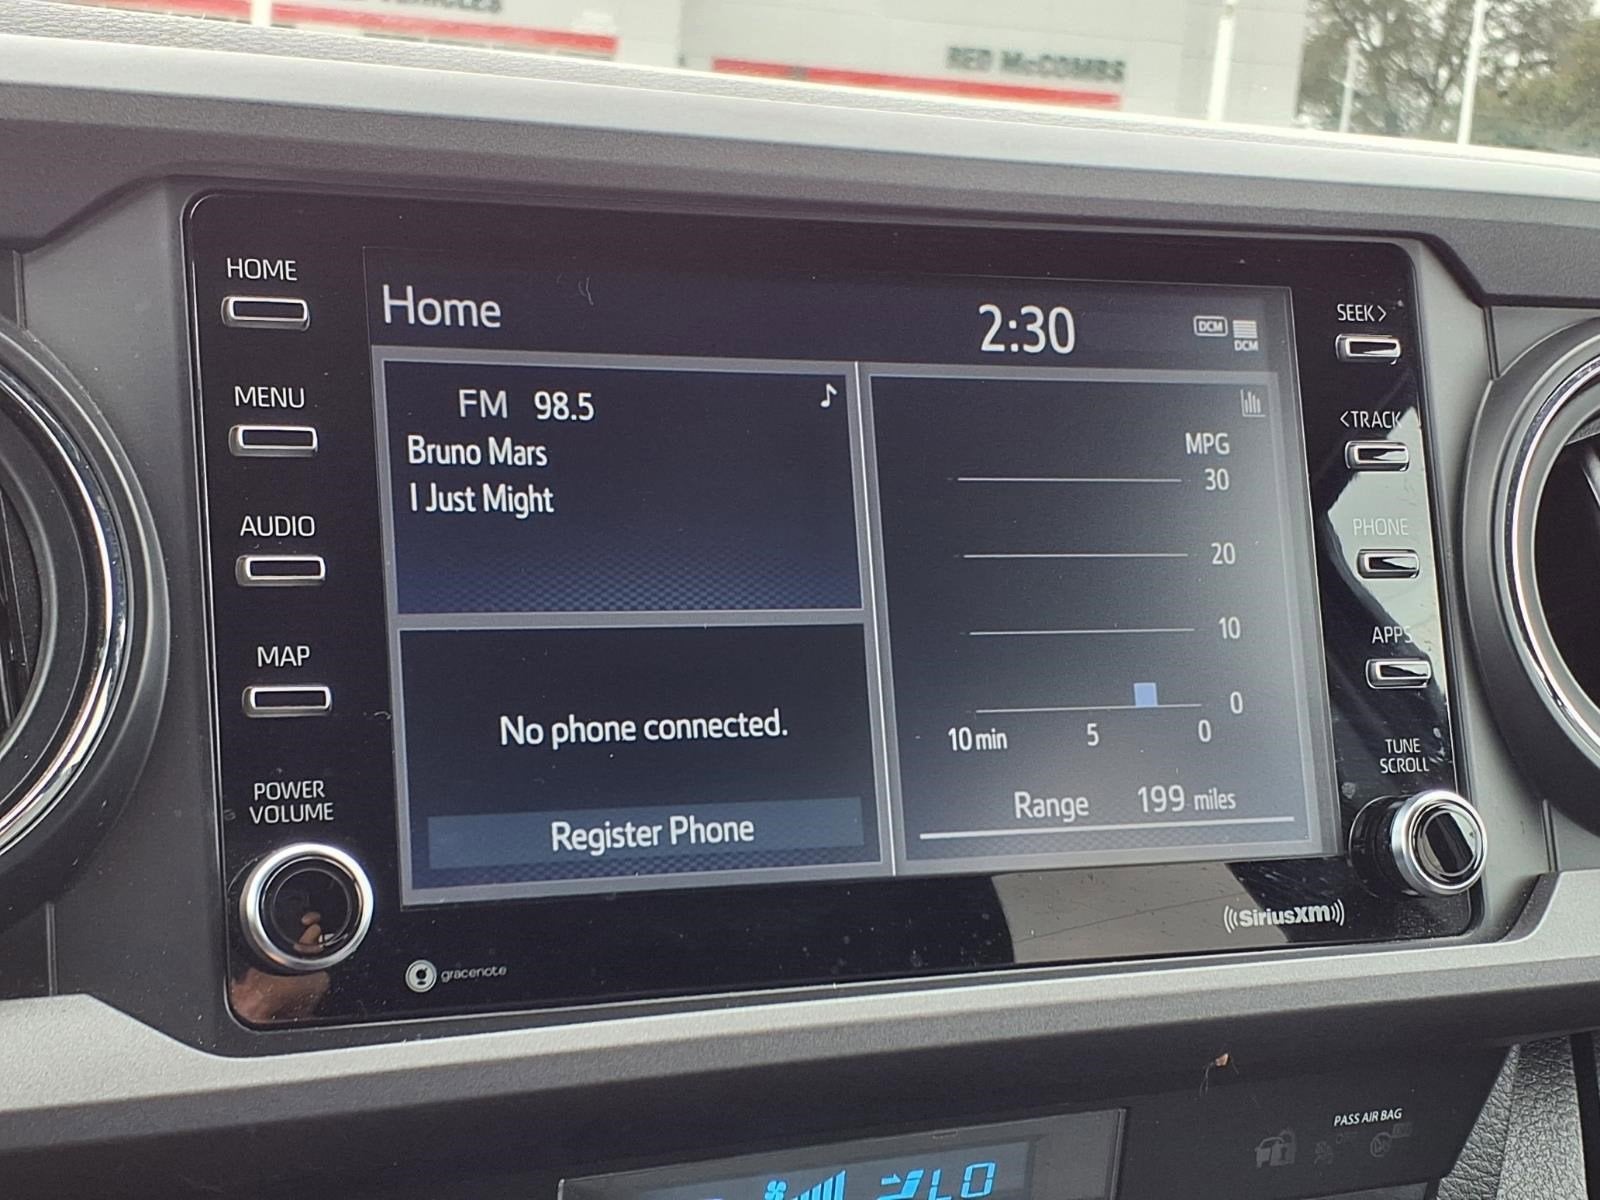 VEHICLES
RED McCOMBS
HOME
MENU
AUDIO
MAP
POWER
VOLUME
Home
2:30
DCM
DCM
FM 98.5
Bruno Mars
I Just Might
No phone connected.
Register Phone
MPG
30
20
10
0
10 min 5 0
Range 199 miles
SEEK >
< TRACK
PHONE
APPS
TUNE
SCROLL
gracenote
((SiriusXM))
PASS AIR BAG
LO